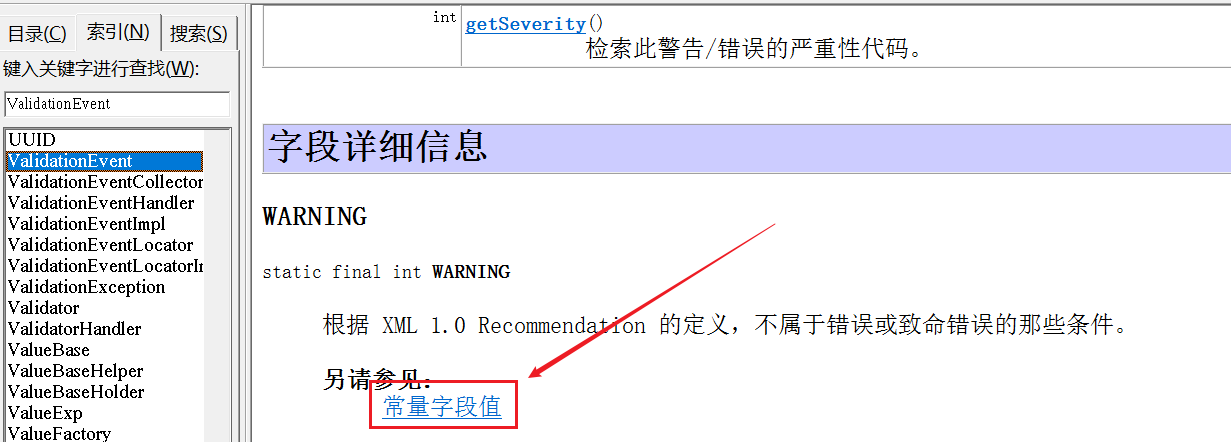 目录(C) 索引(N) 搜索(S)
键入关键字进行查找(W):
ValidationEvent
UUID
ValidationEvent
ValidationEventCollector
ValidationEventHandler
ValidationEventImpl
ValidationEventLocator
ValidationEventLocatorI
ValidationException
Validator
ValidatorHandler
ValueBase
ValueBaseHelper
ValueBaseHolder
ValueExp
ValueFactory
int getSeverity()
检索此警告/错误的严重性代码。
字段详细信息
WARNING
static final int WARNING
根据 XML 1.0 Recommendation 的定义，不属于错误或致命错误的那些条件。
另请参见：
常量字段值